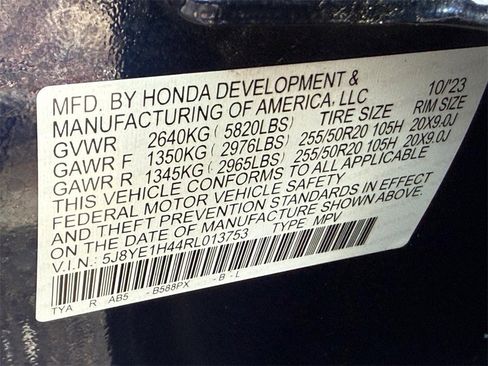 MFD. BY HONDA DEVELOPMENT & 10/23
MANUFACTURING OF AMERICA, LLC TIRE SIZE RIM SIZE
GVWR 2640KG ( 5820LBS)
GAWR F 1350KG ( 2976LBS) 255/50R20 105H 20X9.0J
GAWR R 1345KG ( 2965LBS) 255/50R20 105H 20X9.0J
THIS VEHICLE CONFORMS TO ALL APPLICABLE
FEDERAL MOTOR VEHICLE SAFETY
AND THEFT PREVENTION STANDARDS IN EFFECT
ON THE DATE OF MANUFACTURE SHOWN ABOVE.
V.I.N.: 5J8YE1H44RL013753 TYPE MPV
TYA R AB5 - B588PX - B - L